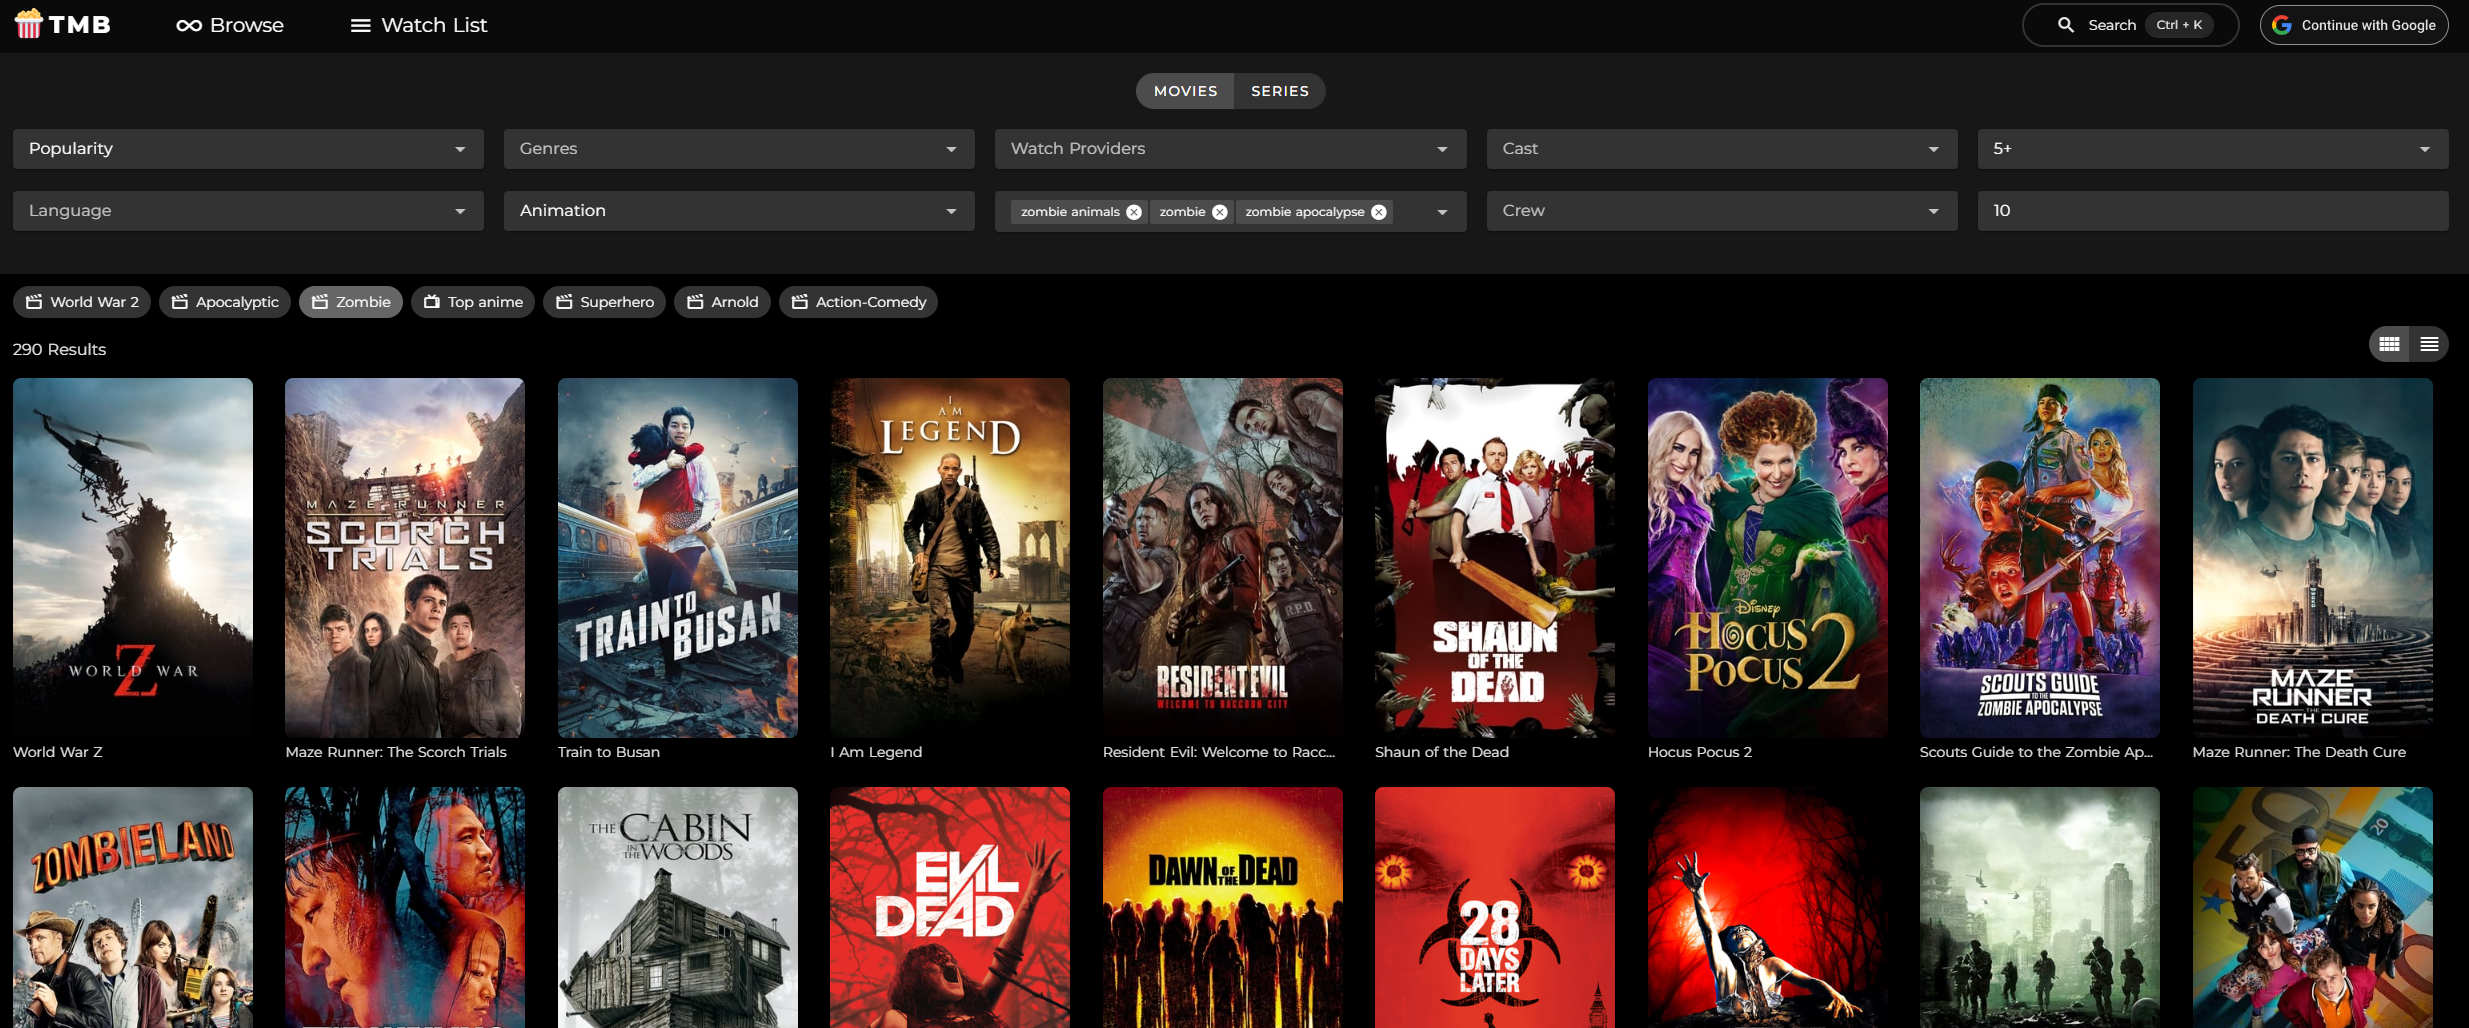 TMB
Browse
Watch List
Search Ctrl + K
Continue with Google
MOVIES SERIES
Popularity
Genres
Watch Providers
Cast
5+
Language
Animation
zombie animals zombie zombie apocalypse
Crew
10
World War 2
Apocalyptic
Zombie
Top anime
Superhero
Arnold
Action-Comedy
290 Results
WORLD WAR Z
MAZE RUNNER
SCORCH
TRIALS
TRAIN TO
BUSAN
I
AM
LEGEND
R.P.D.
RESIDENT EVIL
WELCOME TO RACCOON CITY
SHAUN
OF THE
DEAD
Disney
HOCUS
POCUS 2
SCOUTS GUIDE
TO THE
ZOMBIE APOCALYPSE
MAZE
RUNNER
THE
DEATH CURE
World War Z
Maze Runner: The Scorch Trials
Train to Busan
I Am Legend
Resident Evil: Welcome to Racc...
Shaun of the Dead
Hocus Pocus 2
Scouts Guide to the Zombie Ap...
Maze Runner: The Death Cure
ZOMBIELAND
THE CABIN
IN THE WOODS
EVIL
DEAD
DAWN OF THE DEAD
28
DAYS
LATER
50
20